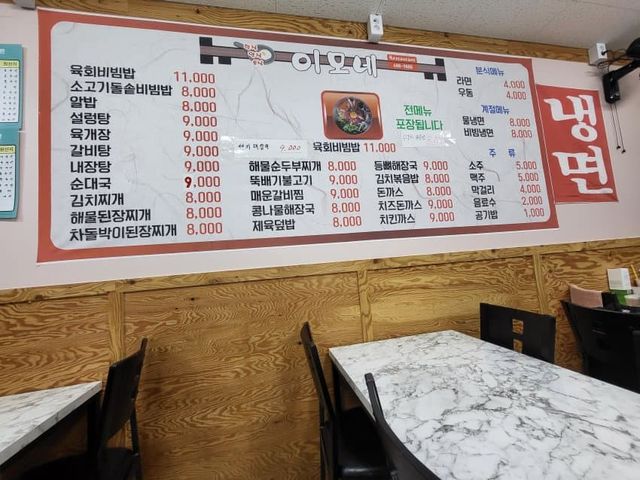 이모네
Restaurant
육회비빔밥 11.000
소고기돌솥비빔밥 8.000
알밥 8.000
설렁탕 9.000
육개장 9.000
갈비탕 9.000
내장탕 9.000
순대국 9.000
김치찌개 8.000
해물된장찌개 8.000
차돌박이된장찌개 8.000
9.000
육회비빔밥 11.000
해물순두부찌개 8.000
뚝배기불고기 9.000
매운갈비찜 9.000
콩나물해장국 8.000
제육덮밥 8.000
전메뉴
포장됩니다
등뼈해장국 9.000
김치볶음밥 8.000
돈까스 8.000
치즈돈까스 9.000
치킨까스 9.000
분식메뉴
라면 4.000
우동 4.000
계절메뉴
물냉면 8.000
비빔냉면 8.000
주 류
소주 5.000
맥주 5.000
막걸리 4.000
음료수 2.000
공기밥 1,000
냉면